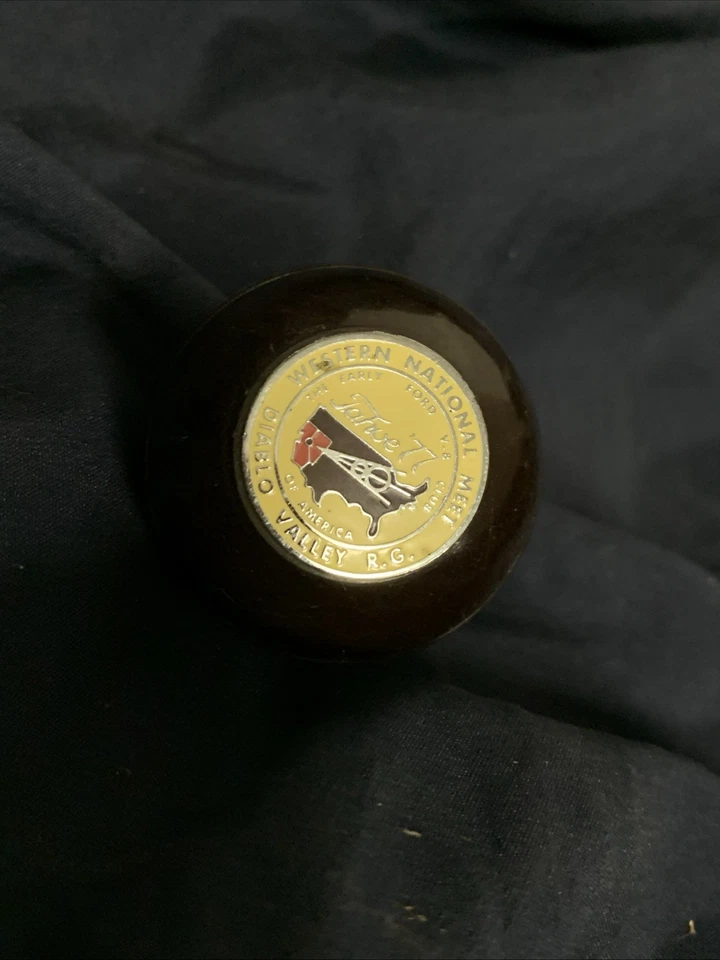 WESTERN NATIONAL MEET
THE EARLY FORD V-8 CLUB
Tahoe '77
OF AMERICA
DIABLO VALLEY R.G.